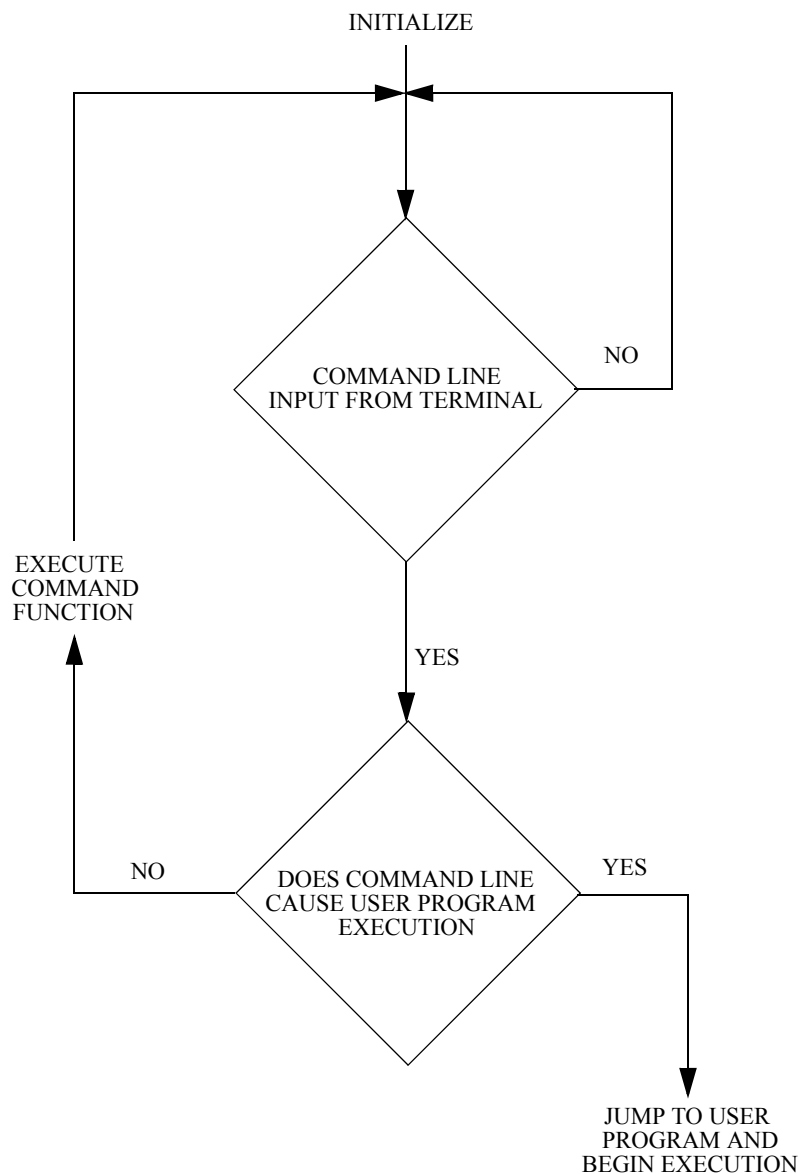 INITIALIZE
NO
COMMAND LINE
INPUT FROM TERMINAL
EXECUTE
COMMAND
FUNCTION
YES
NO
YES
DOES COMMAND LINE
CAUSE USER PROGRAM
EXECUTION
JUMP TO USER
PROGRAM AND
BEGIN EXECUTION